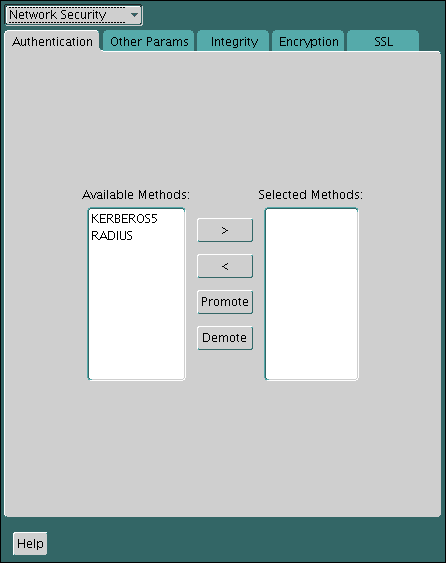 Network Security
Authentication Other Params Integrity Encryption SSL
Available Methods: Selected Methods:
KERBEROS5
RADIUS
>
<
Promote
Demote
Help